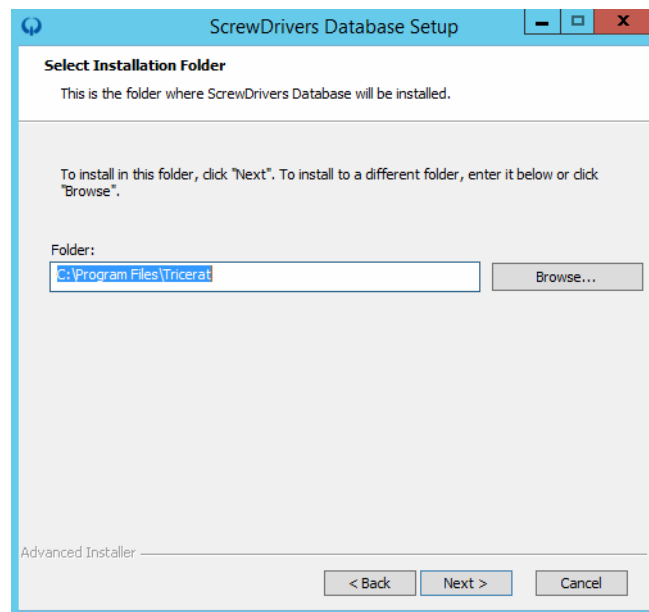 ScrewDrivers Database Setup
Select Installation Folder
This is the folder where ScrewDrivers Database will be installed.
To install in this folder, click "Next". To install to a different folder, enter it below or click
"Browse".
Folder:
C:\Program Files\Tricerat
Browse...
Advanced Installer
< Back
Next >
Cancel